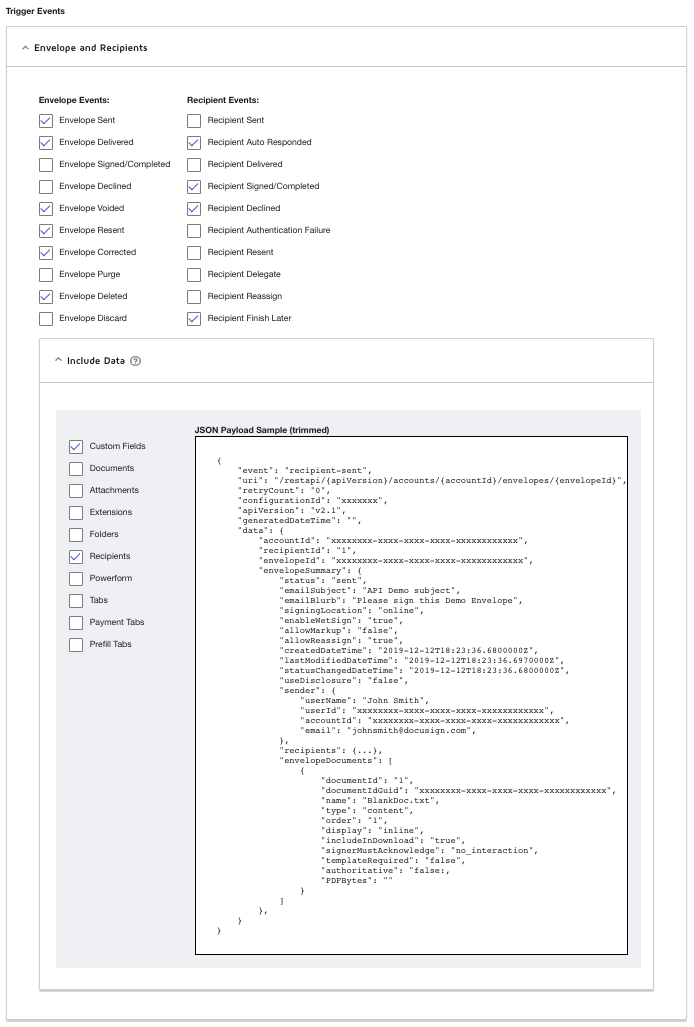 Trigger Events
Envelope and Recipients
Envelope Events:
Envelope Sent
Envelope Delivered
Envelope Signed/Completed
Envelope Declined
Envelope Voided
Envelope Resent
Envelope Corrected
Envelope Purge
Envelope Deleted
Envelope Discard
Recipient Events:
Recipient Sent
Recipient Auto Responded
Recipient Delivered
Recipient Signed/Completed
Recipient Declined
Recipient Authentication Failure
Recipient Resent
Recipient Delegate
Recipient Reassign
Recipient Finish Later
Include Data ?
Custom Fields
Documents
Attachments
Extensions
Folders
Recipients
Powerform
Tabs
Payment Tabs
Prefill Tabs
JSON Payload Sample (trimmed)
{
"event": "recipient-sent",
"uri": "/restapi/{apiVersion}/accounts/{accountId}/envelopes/{envelopeId}",
"retryCount": "0",
"configurationId": "xxxxxxx",
"apiVersion": "v2.1",
"generatedDateTime": "",
"data": {
"accountId": "xxxxxxxx-xxxx-xxxx-xxxx-xxxxxxxxxxxx",
"recipientId": "1",
"envelopeId": "xxxxxxxx-xxxx-xxxx-xxxx-xxxxxxxxxxxx",
"envelopeSummary": {
"status": "sent",
"emailSubject": "API Demo subject",
"emailBlurb": "Please sign this Demo Envelope",
"signingLocation": "online",
"enableWetSign": "true",
"allowMarkup": "false",
"allowReassign": "true",
"createdDateTime": "2019-12-12T18:23:36.6800000Z",
"lastModifiedDateTime": "2019-12-12T18:23:36.6970000Z",
"statusChangedDateTime": "2019-12-12T18:23:36.6800000Z",
"useDisclosure": "false",
"sender": {
"userName": "John Smith",
"userId": "xxxxxxxx-xxxx-xxxx-xxxx-xxxxxxxxxxxx",
"accountId": "xxxxxxxx-xxxx-xxxx-xxxx-xxxxxxxxxxxx",
"email": "johnsmith@docusign.com",
},
"recipients": {...},
"envelopeDocuments": [
{
"documentId": "1",
"documentIdGuid": "xxxxxxxx-xxxx-xxxx-xxxx-xxxxxxxxxxxx",
"name": "BlankDoc.txt",
"type": "content",
"order": "1",
"display": "inline",
"includeInDownload": "true",
"signerMustAcknowledge": "no_interaction",
"templateRequired": "false",
"authoritative": "false:,
"PDFBytes": ""
}
]
},
}
}